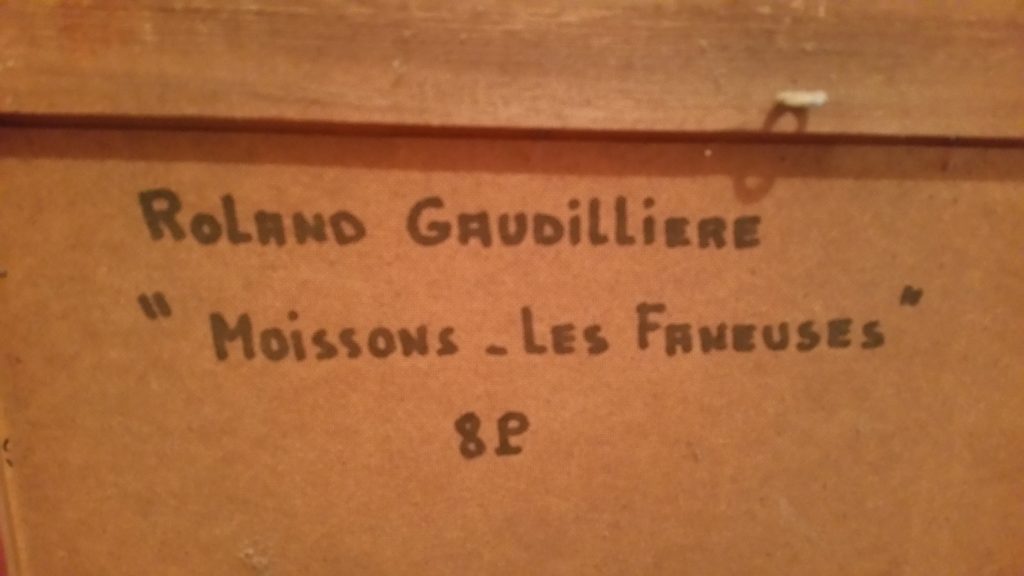 Roland Gaudilliere
" Moissons - Les Faneuses "
8P